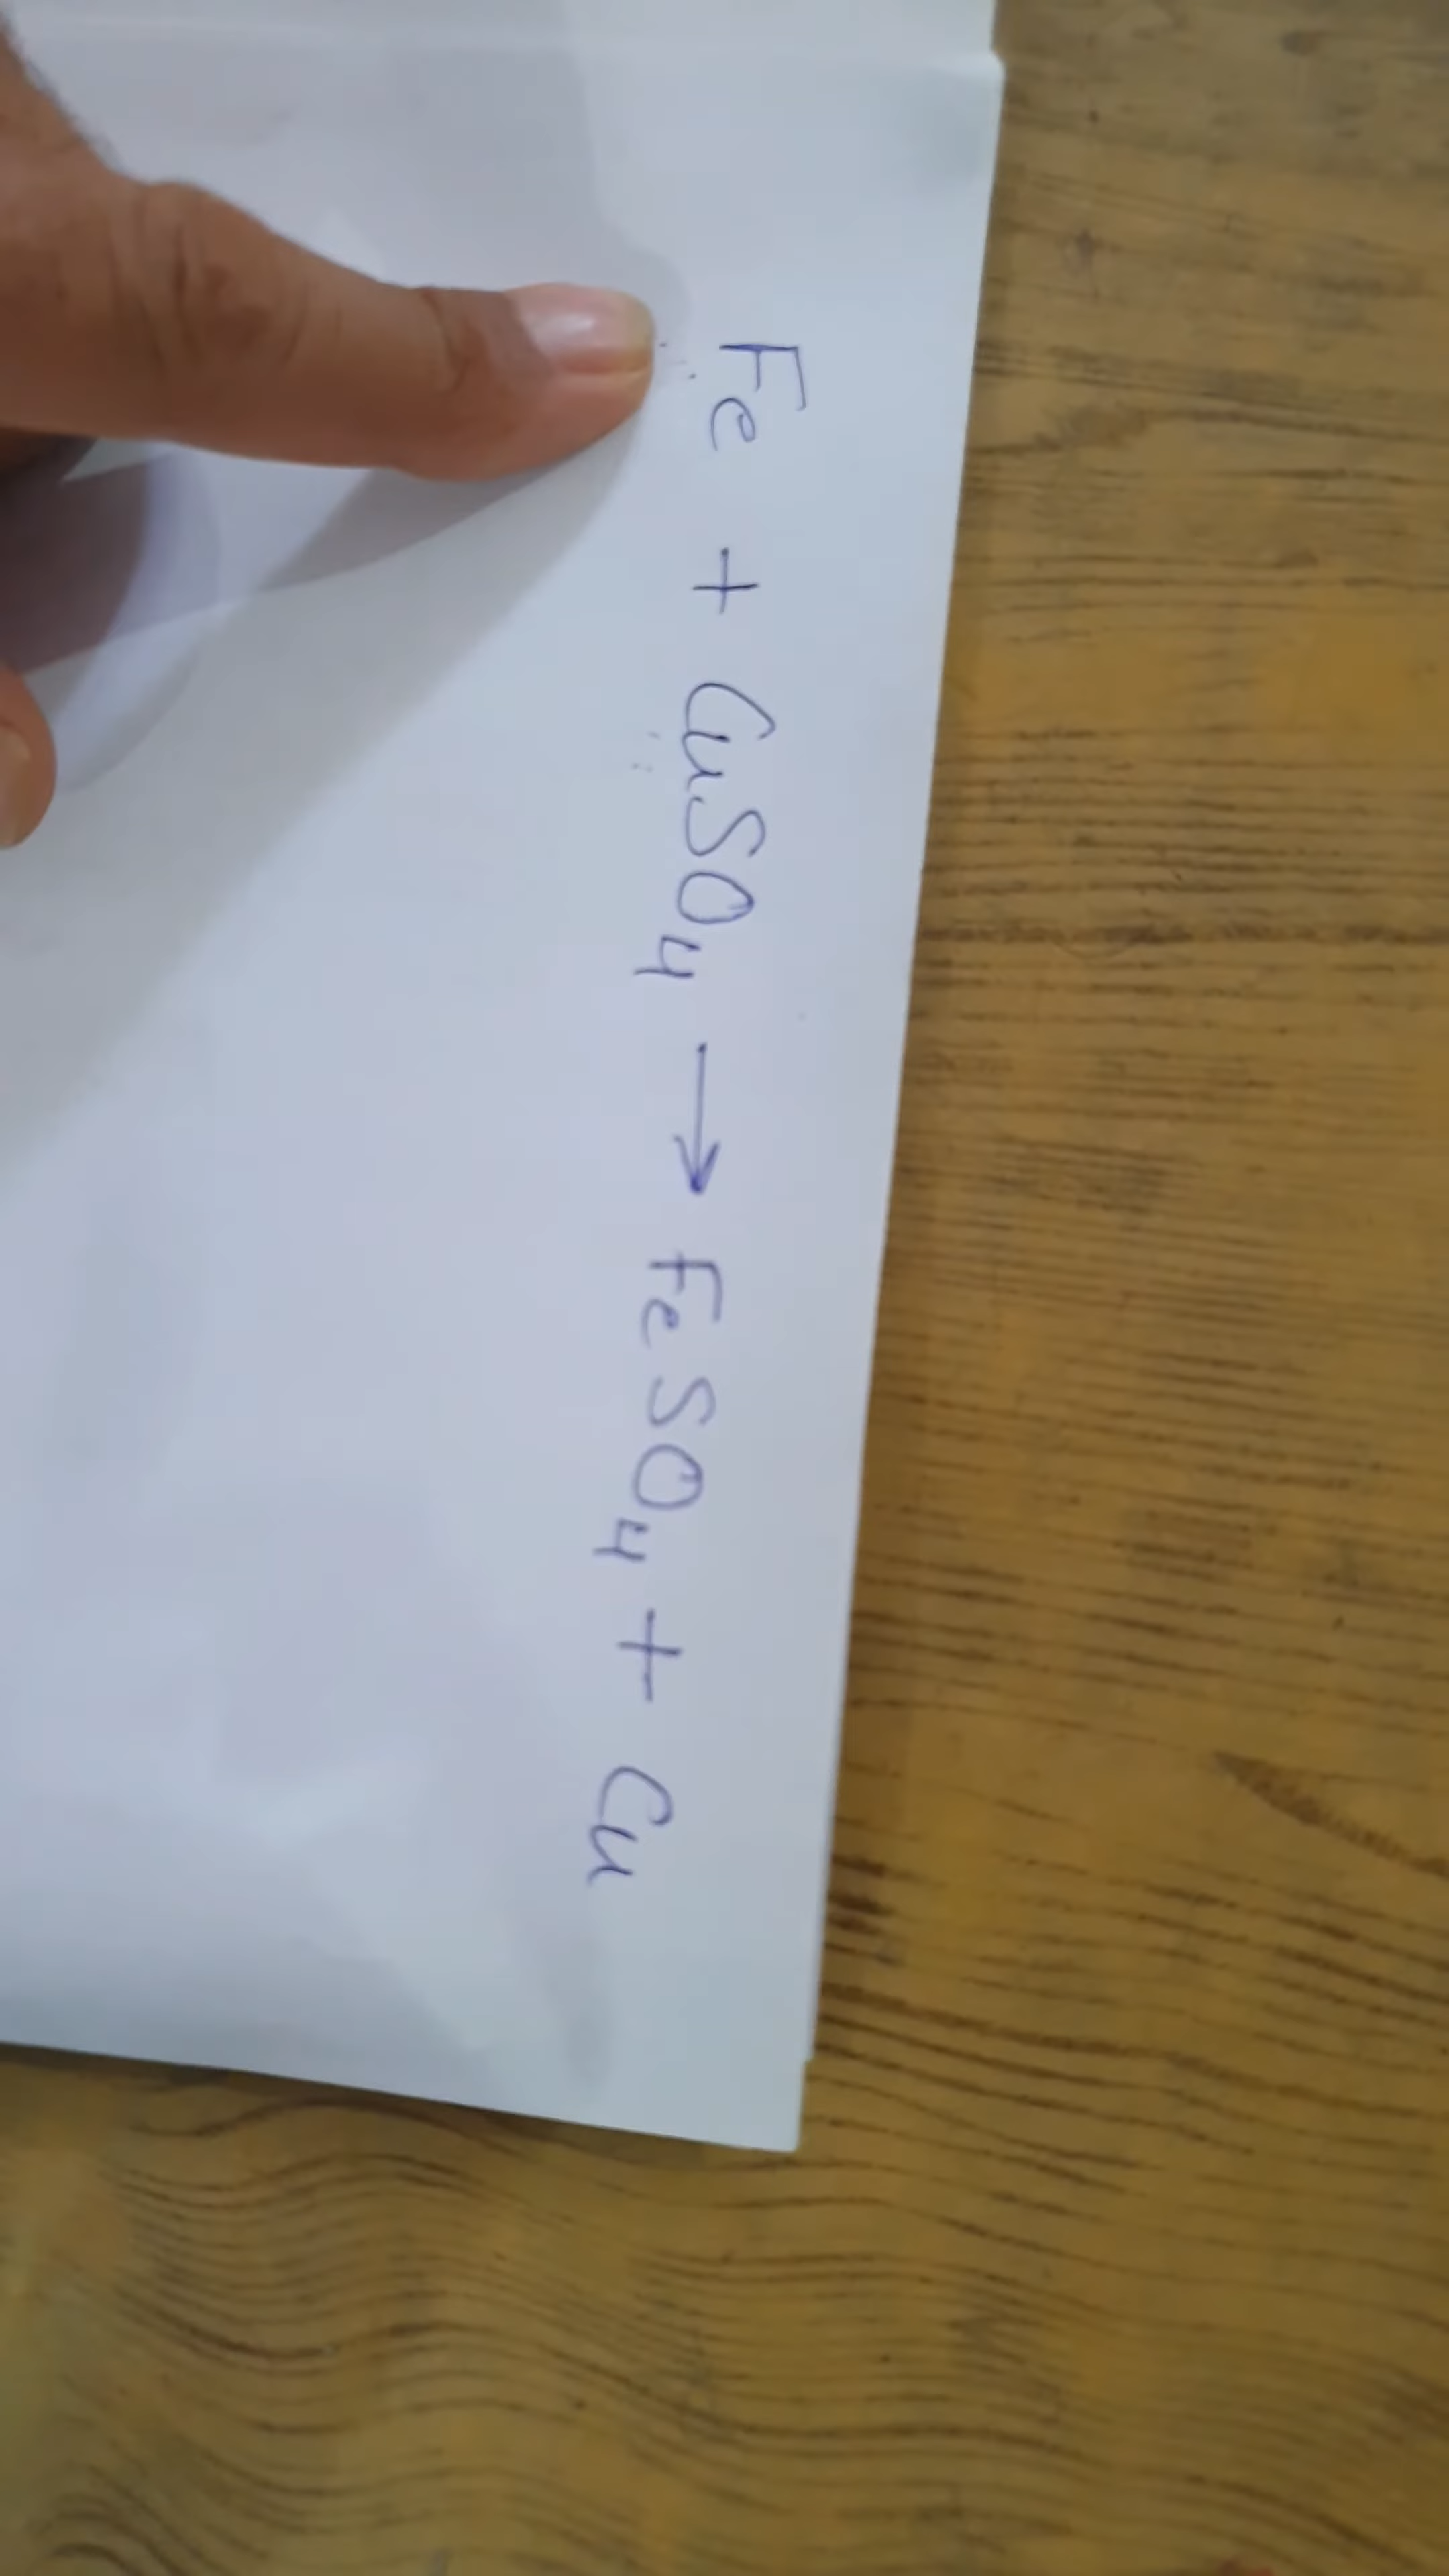 Fe + CuSO₄ → FeSO₄ + Cu